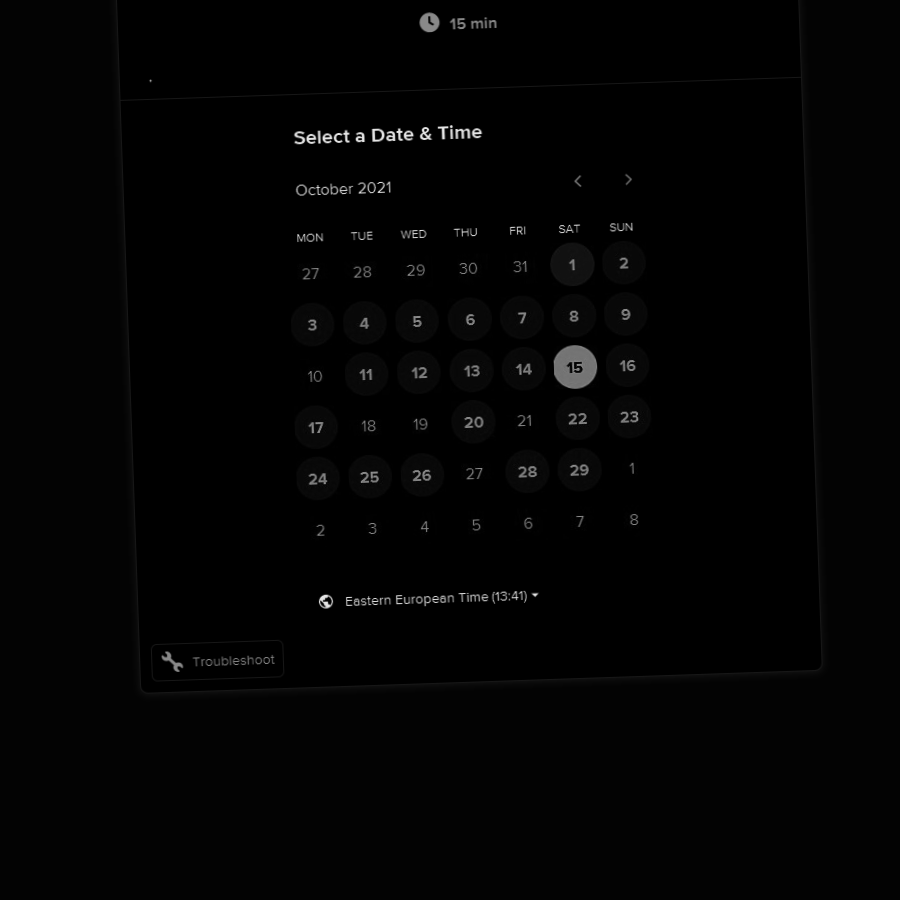 15 min
.
Select a Date & Time
October 2021
MON TUE WED THU FRI SAT SUN
27 28 29 30 31 1 2
3 4 5 6 7 8 9
10 11 12 13 14 15 16
17 18 19 20 21 22 23
24 25 26 27 28 29 1
2 3 4 5 6 7 8
Eastern European Time (13:41)
Troubleshoot